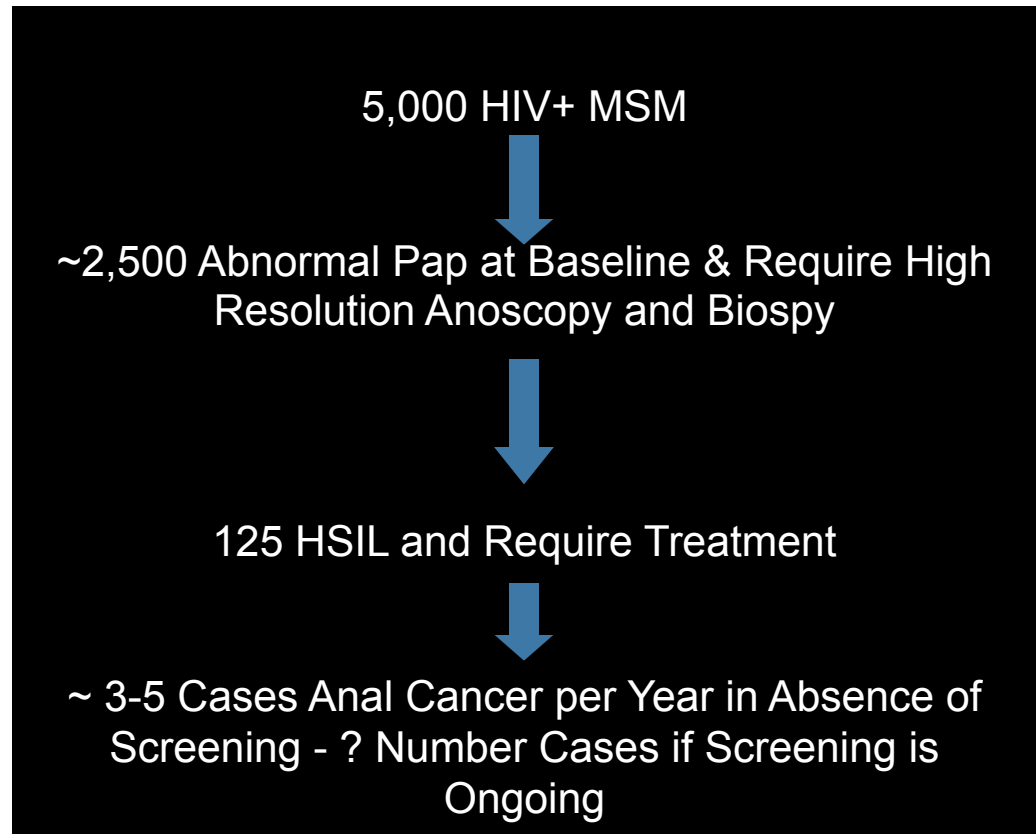 5,000 HIV+ MSM
~2,500 Abnormal Pap at Baseline & Require High
Resolution Anoscopy and Biospy
125 HSIL and Require Treatment
~ 3-5 Cases Anal Cancer per Year in Absence of
Screening - ? Number Cases if Screening is
Ongoing